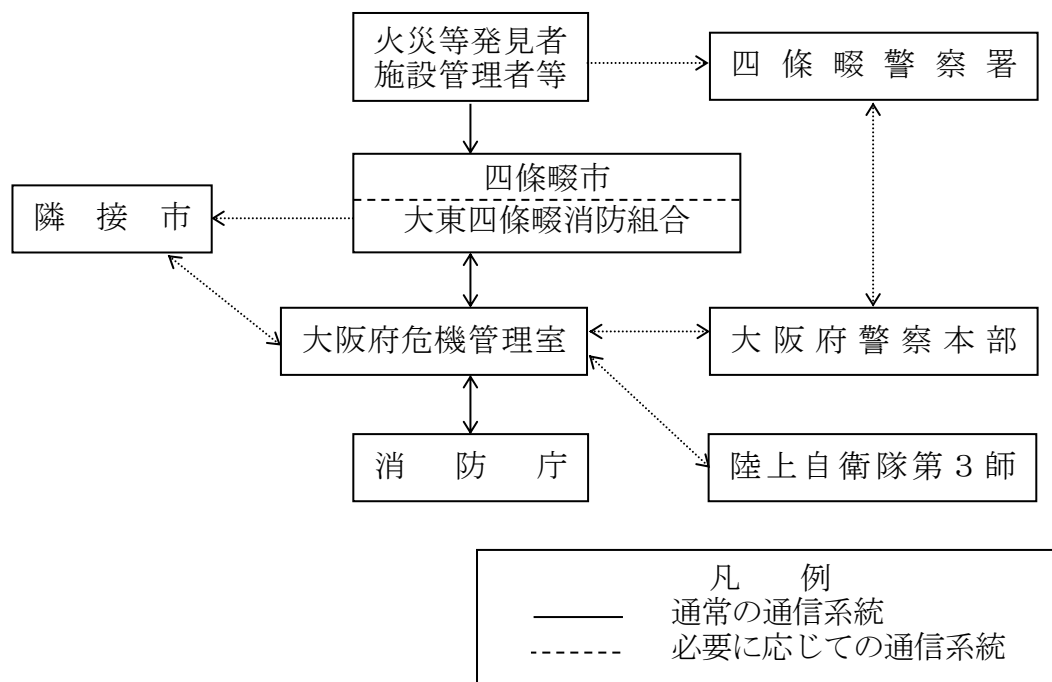 火災等発見者
施設管理者等
四條畷警察署
四條畷市
大東四條畷消防組合
隣接市
大阪府危機管理室
大阪府警察本部
消防庁
陸上自衛隊第3師
凡例
通常の通信系統
必要に応じての通信系統